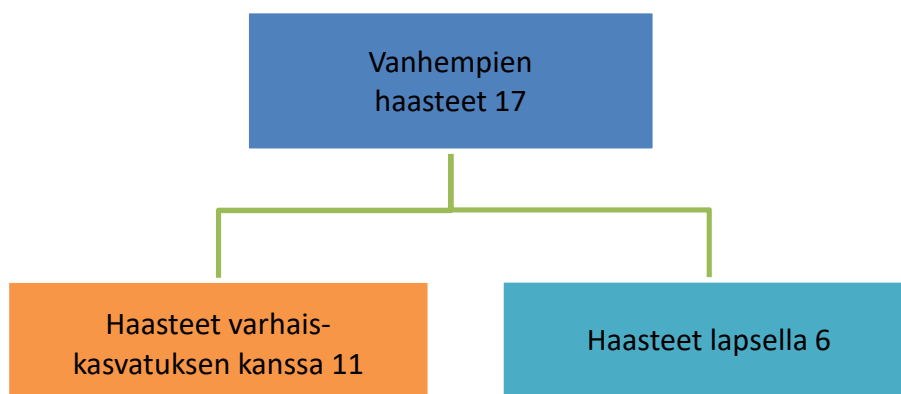 Vanhempien
haasteet 17
Haasteet varhais-
kasvatuksen kanssa 11
Haasteet lapsella 6